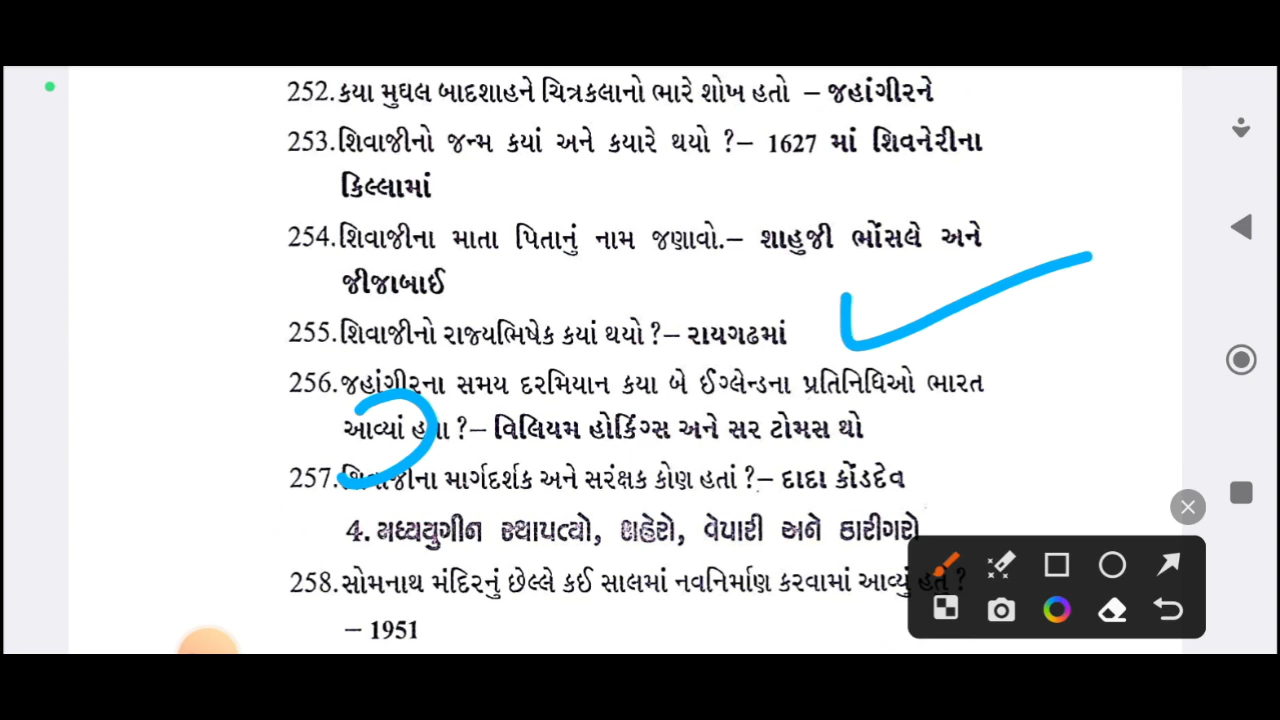 252. કયા મુઘલ બાદશાહને ચિત્રકલાનો ભારે શોખ હતો – જહાંગીરને
253. શિવાજીનો જન્મ કયાં અને કયારે થયો ?– 1627 માં શિવનેરીના
કિલ્લામાં
254. શિવાજીના માતા પિતાનું નામ જણાવો.– શાહુજી ભોંસલે અને
જીજાબાઈ
255. શિવાજીનો રાજયભિષેક કયાં થયો ?– રાયગઢમાં
256. જહાંગીરના સમય દરમિયાન કયા બે ઈગ્લેન્ડના પ્રતિનિધિઓ ભારત
આવ્યાં હતા ?– વિલિયમ હોર્કિંગ્સ અને સર ટોમસ થો
257. શિવાજીના માર્ગદર્શક અને સરંક્ષક કોણ હતાં ?– દાદા કોંડદેવ
4. મધ્યયુગીન સ્થાપત્યો, શહેરો, વેપારી અને કારીગરો
258. સોમનાથ મંદિરનું છેલ્લે કઈ સાલમાં નવનિર્માણ કરવામાં આવ્યું હતું ?
– 1951